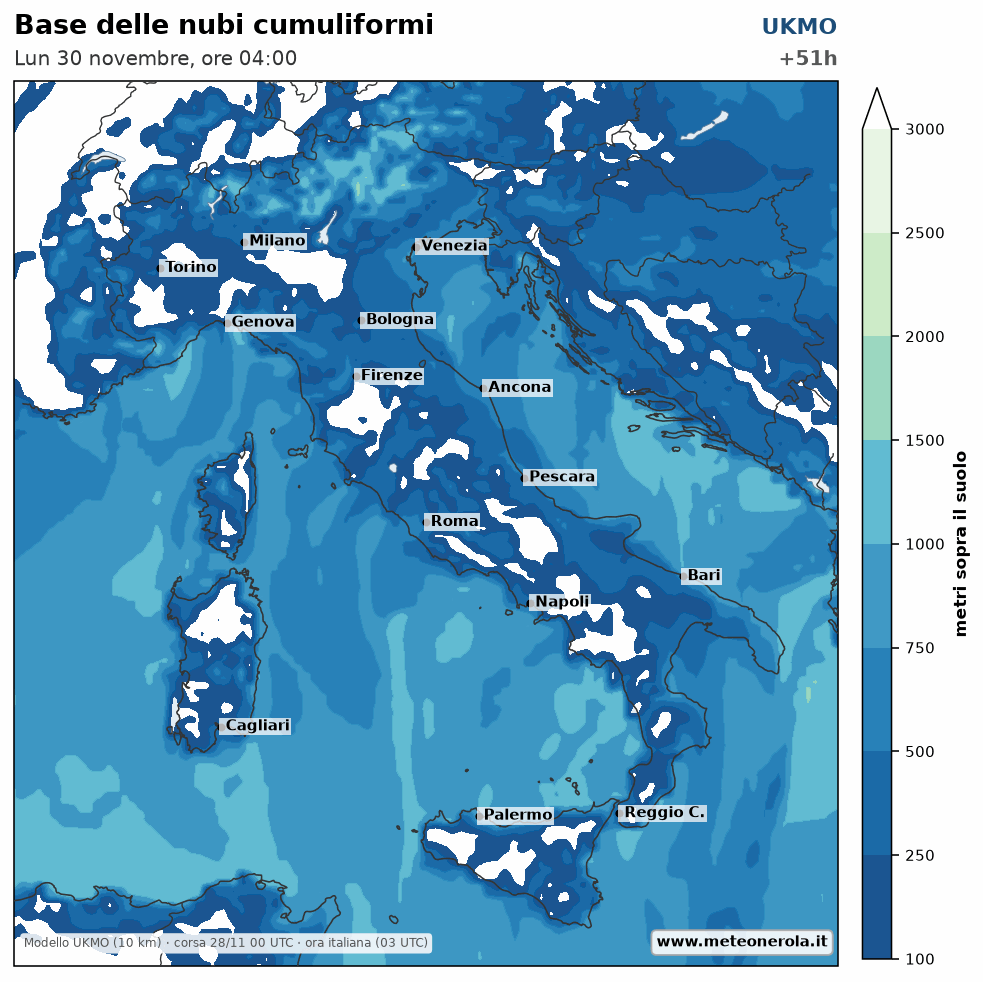 Base delle nubi cumuliformi
UKMO
Lun 30 novembre, ore 04:00
+51h
3000
2500
2000
1500
1000
750
500
250
100
metri sopra il suolo
Milano
Venezia
Torino
Genova
Bologna
Firenze
Ancona
Pescara
Roma
Bari
Napoli
Cagliari
Palermo
Reggio C.
Modello UKMO (10 km) · corsa 28/11 00 UTC · ora italiana (03 UTC)
www.meteonerola.it